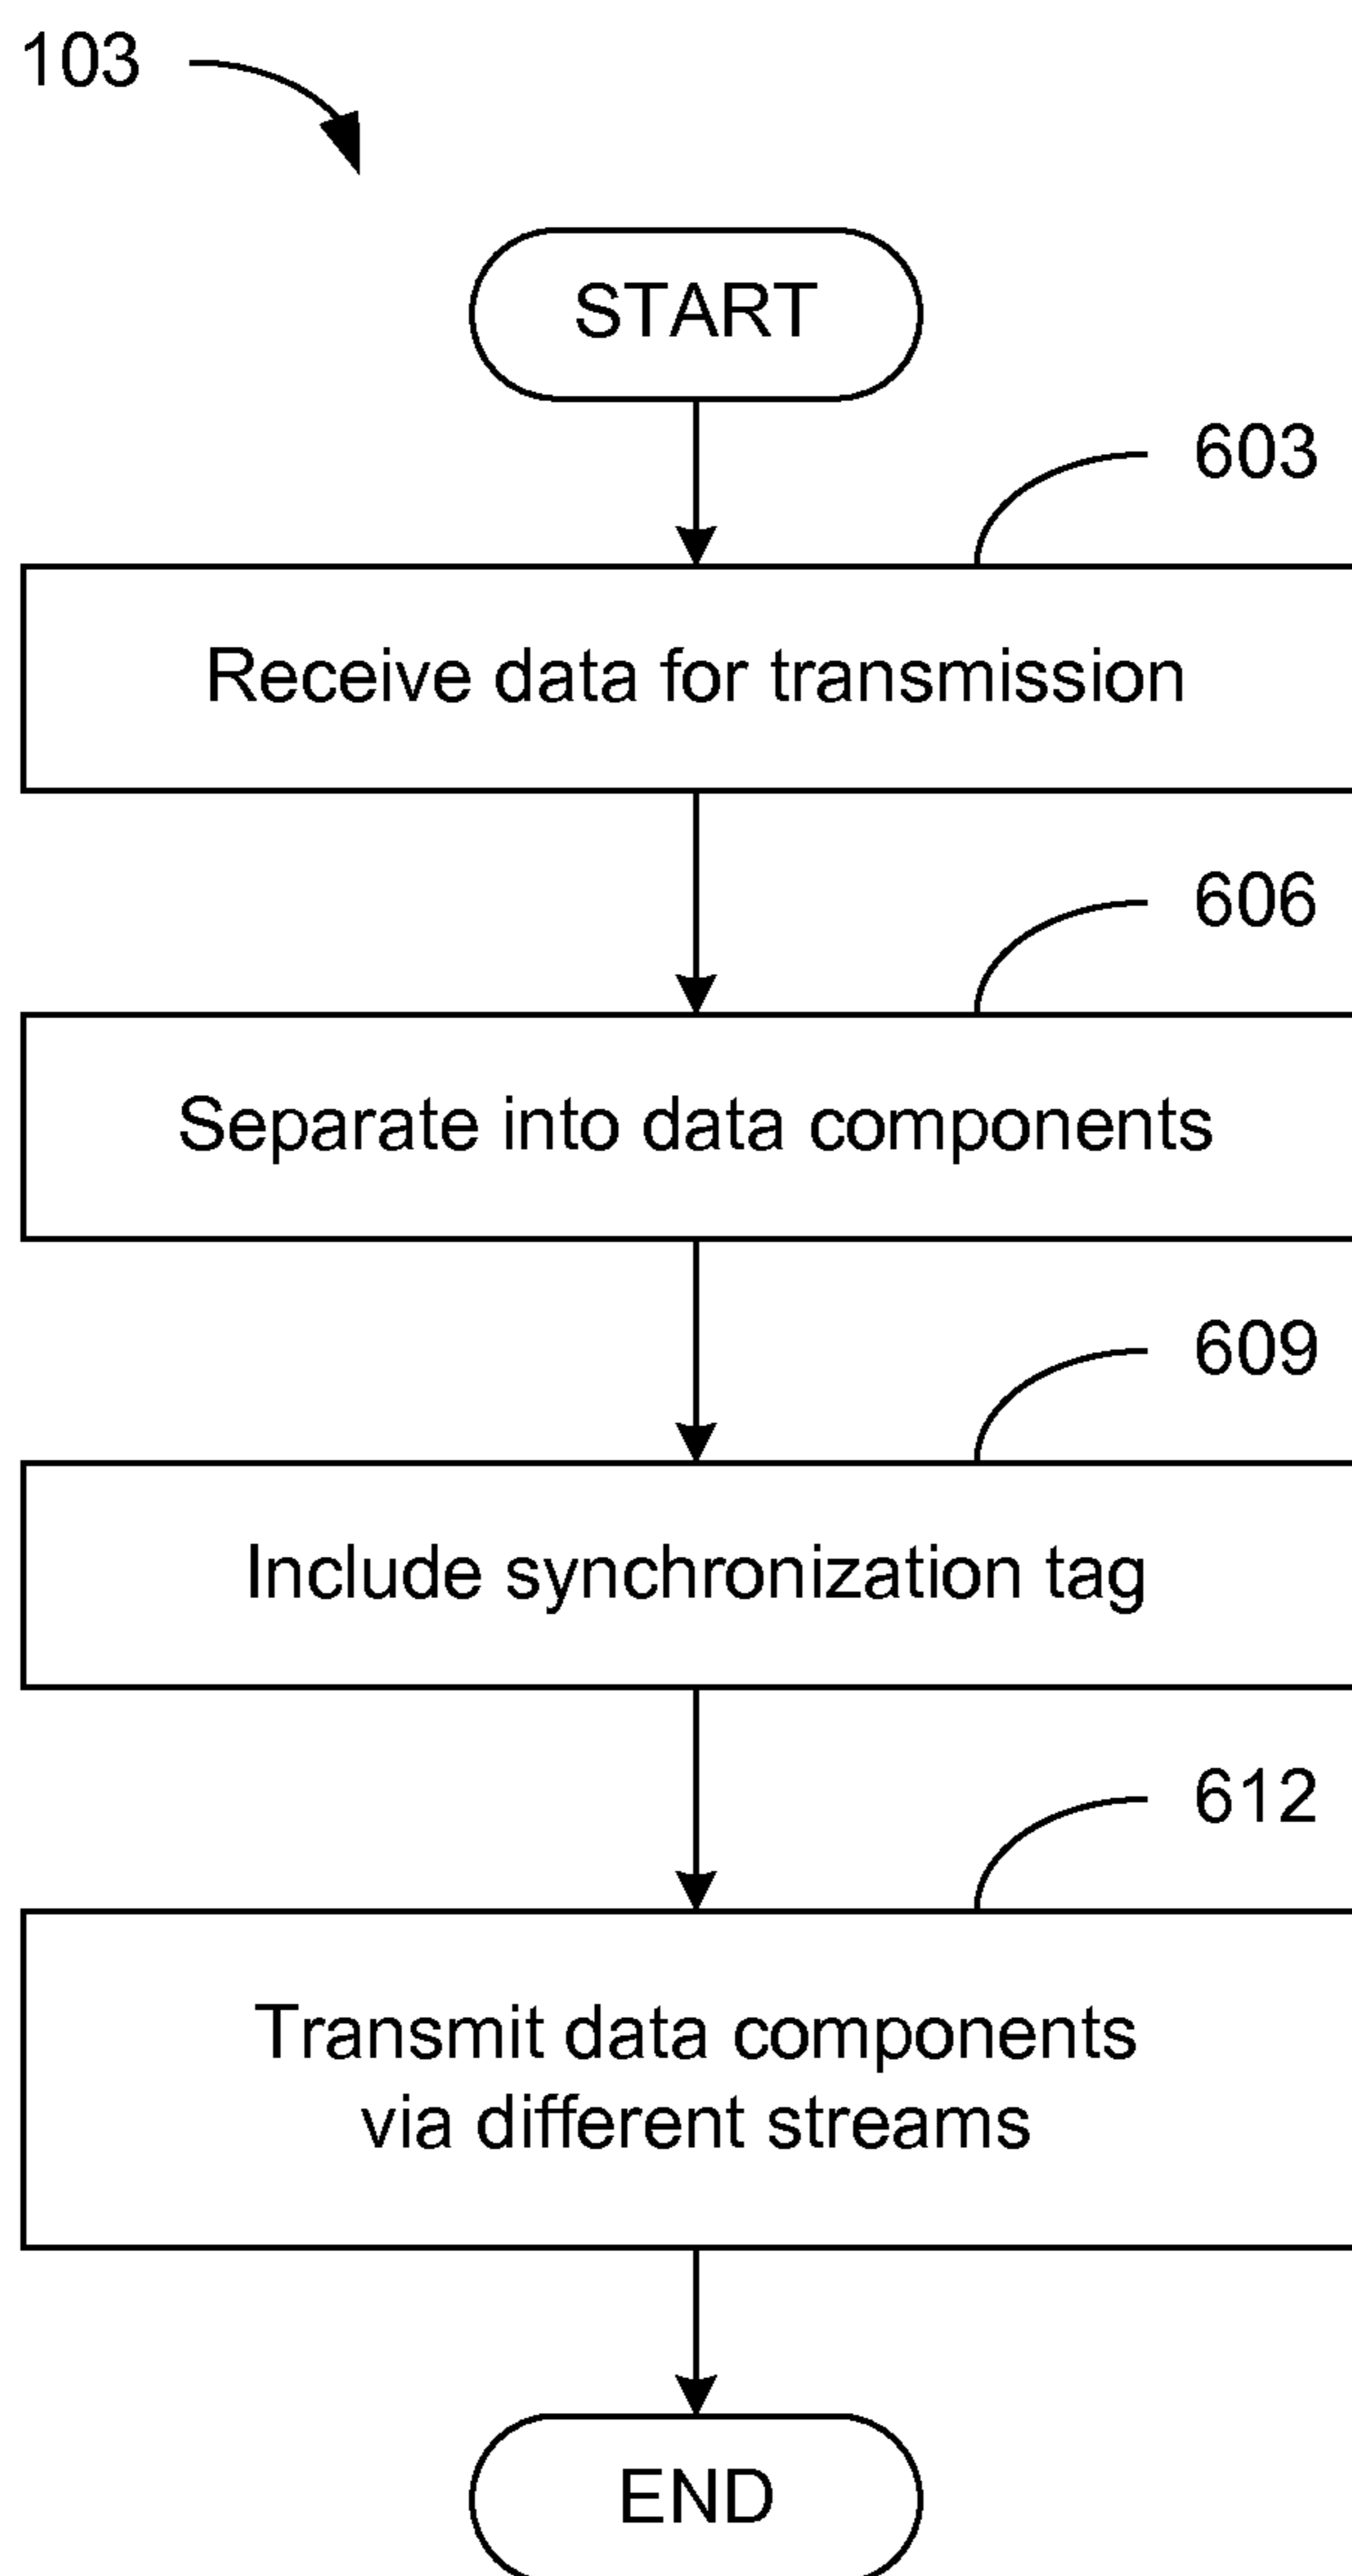 103
START
603
Receive data for transmission
606
Separate into data components
609
Include synchronization tag
612
Transmit data components
via different streams
END